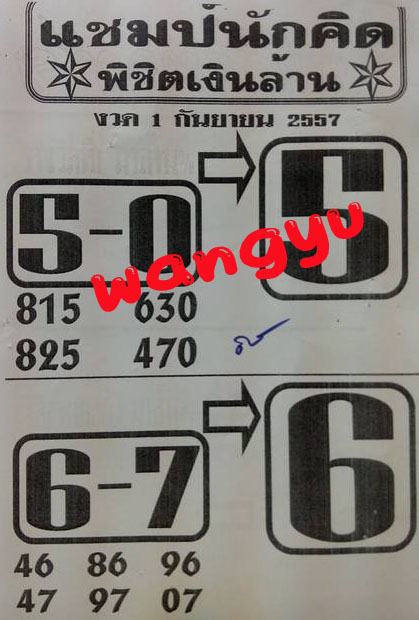 แชมป์นักคิด
พิชิตเงินล้าน
งวด 1 กันยายน 2557
5-0 5
wangyu
815 630
825 470
6-7 6
46 86 96
47 97 07